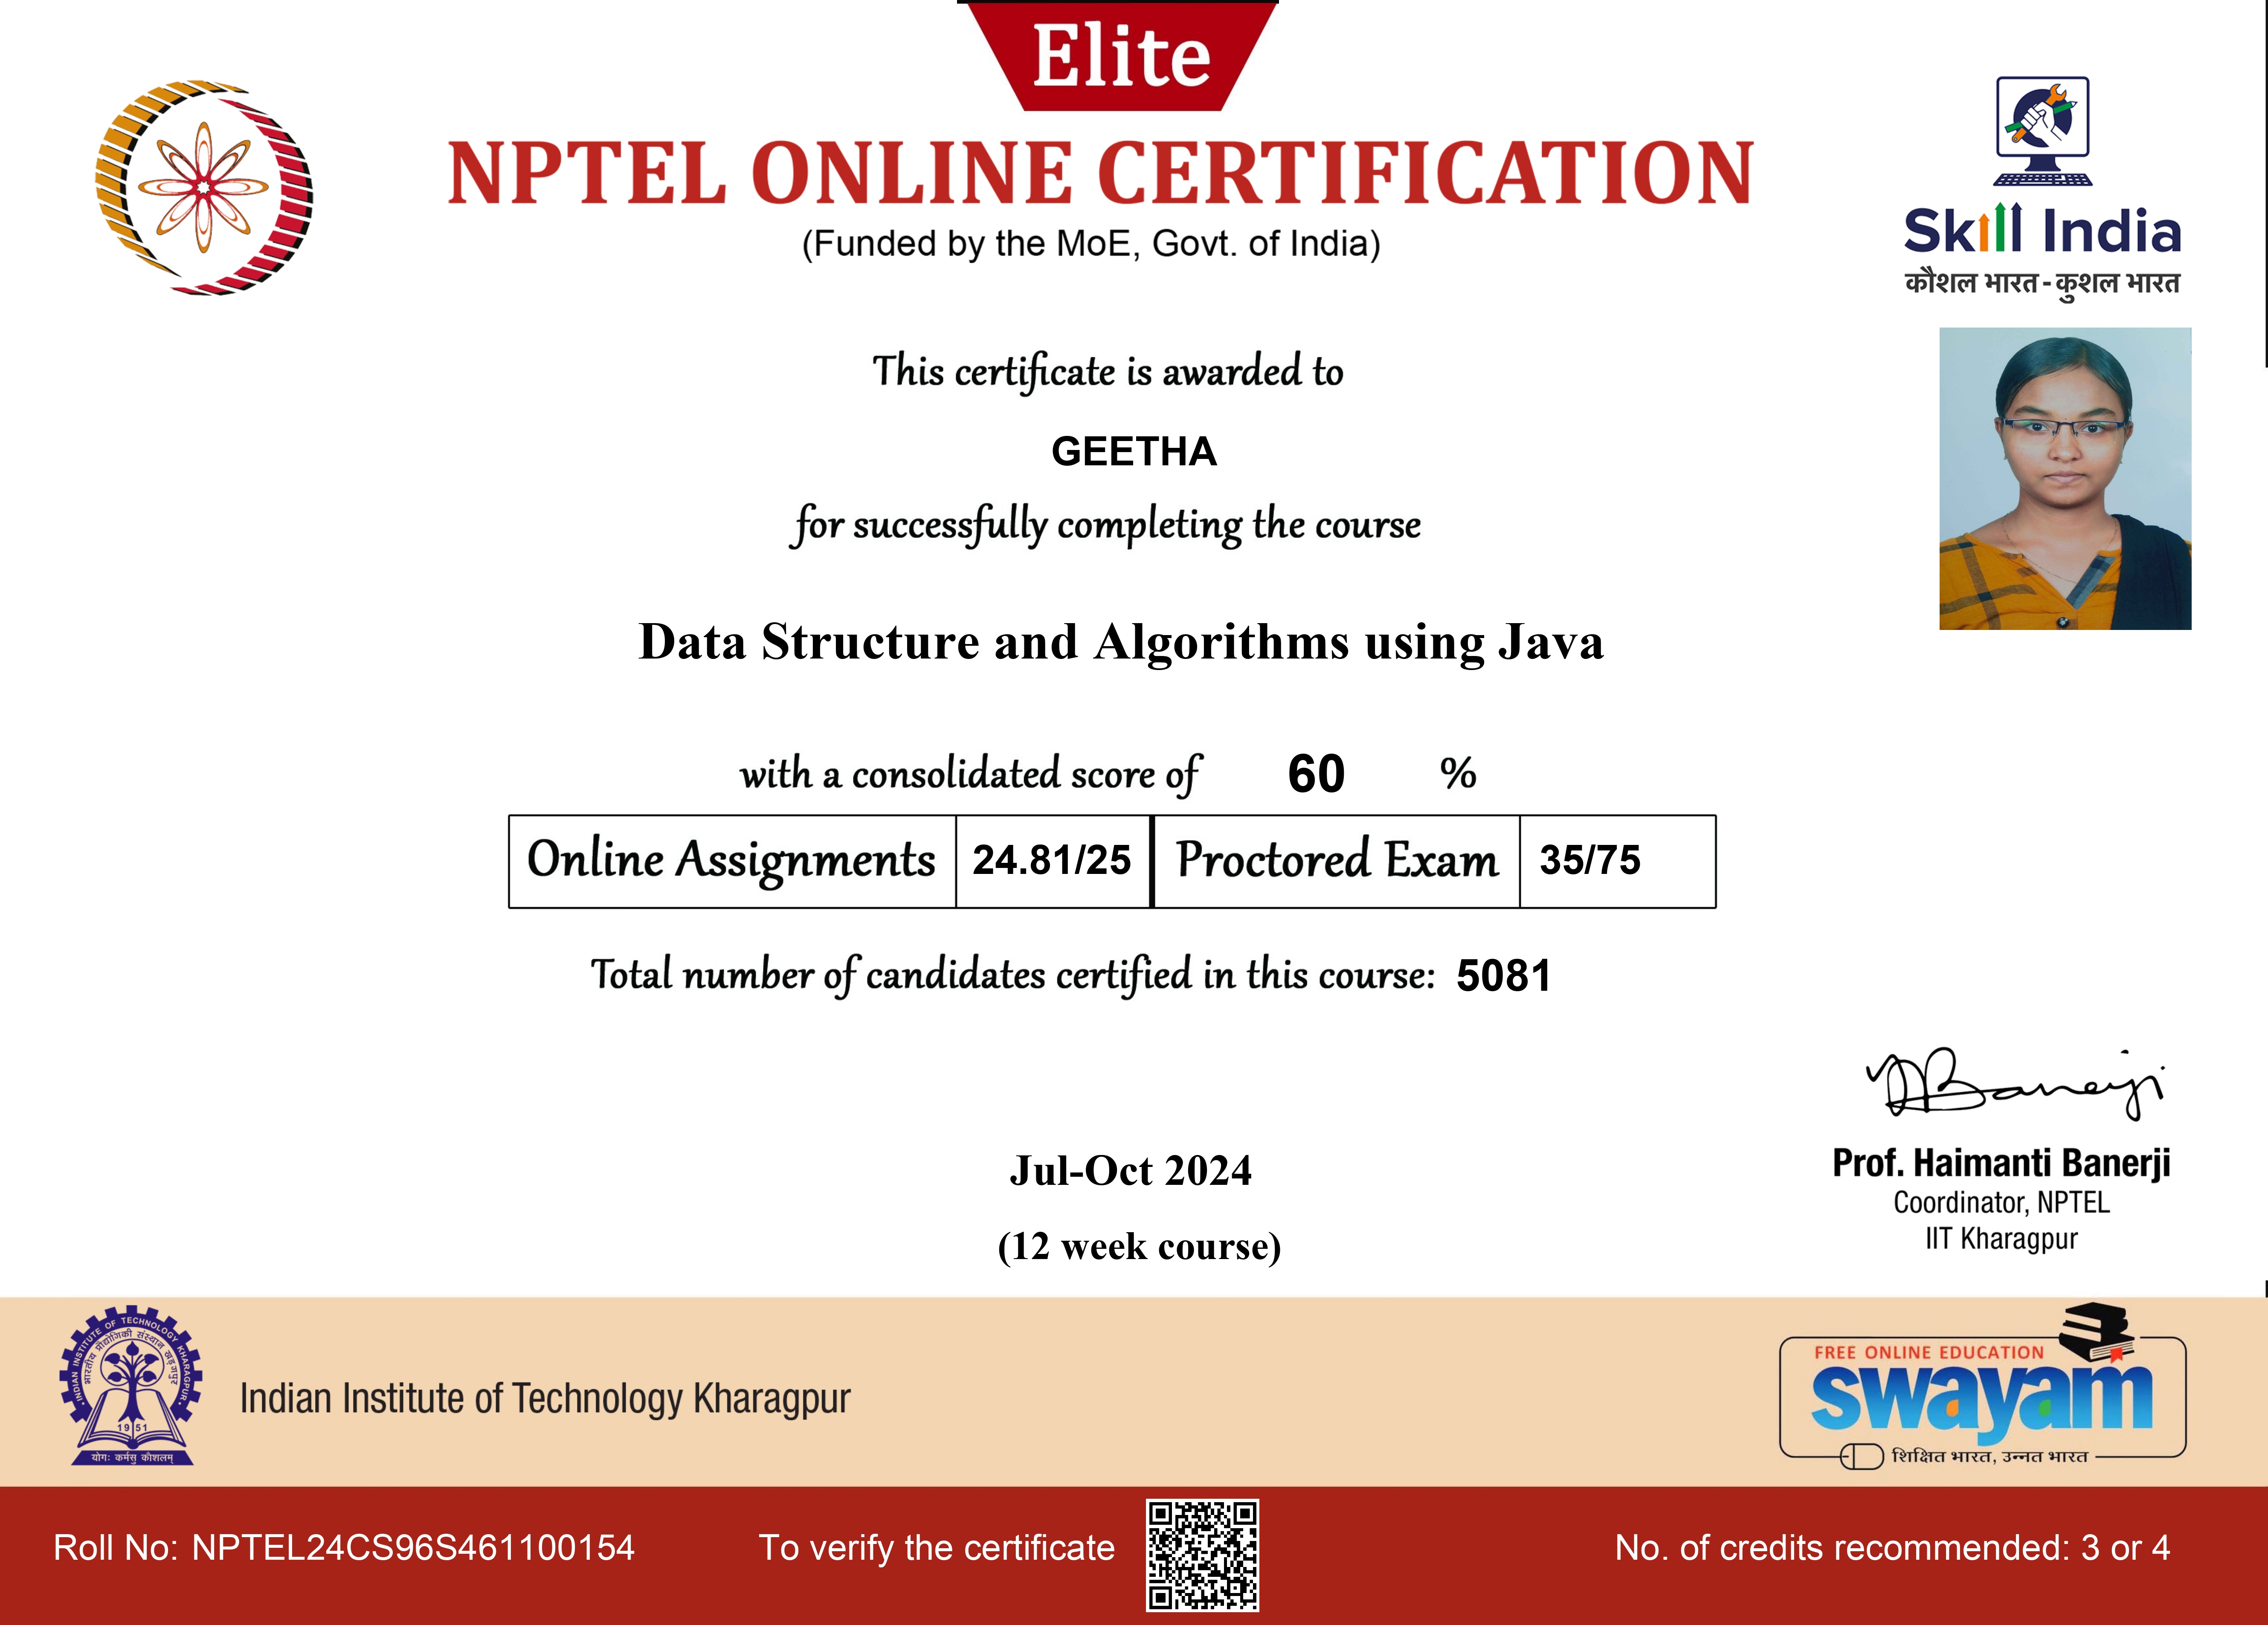 Elite
NPTEL ONLINE CERTIFICATION
(Funded by the MoE, Govt. of India)
Skill India
कौशल भारत - कुशल भारत
This certificate is awarded to
GEETHA
for successfully completing the course
Data Structure and Algorithms using Java
with a consolidated score of 60 %
Online Assignments 24.81/25 Proctored Exam 35/75
Total number of candidates certified in this course: 5081
Banerji
Prof. Haimanti Banerji
Coordinator, NPTEL
IIT Kharagpur
Jul-Oct 2024
(12 week course)
INDIAN INSTITUTE OF TECHNOLOGY KHARAGPUR
भारतीय प्रौद्योगिकी संस्थान खड़गपुर
1951
योगः कर्मसु कौशलम्
Indian Institute of Technology Kharagpur
FREE ONLINE EDUCATION
swayam
शिक्षित भारत, उन्नत भारत
Roll No: NPTEL24CS96S461100154
To verify the certificate
No. of credits recommended: 3 or 4